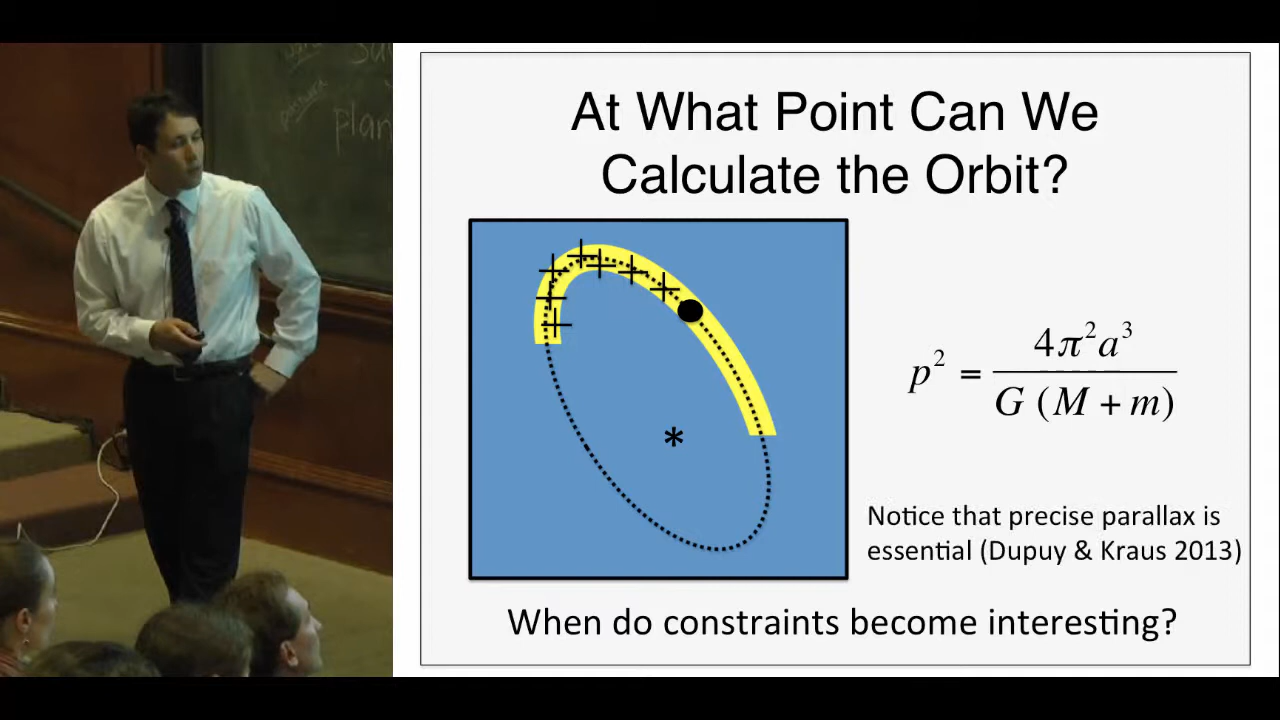 plan
At What Point Can We
Calculate the Orbit?
*
p² = 4π²a³ / G (M + m)
Notice that precise parallax is
essential (Dupuy & Kraus 2013)
When do constraints become interesting?